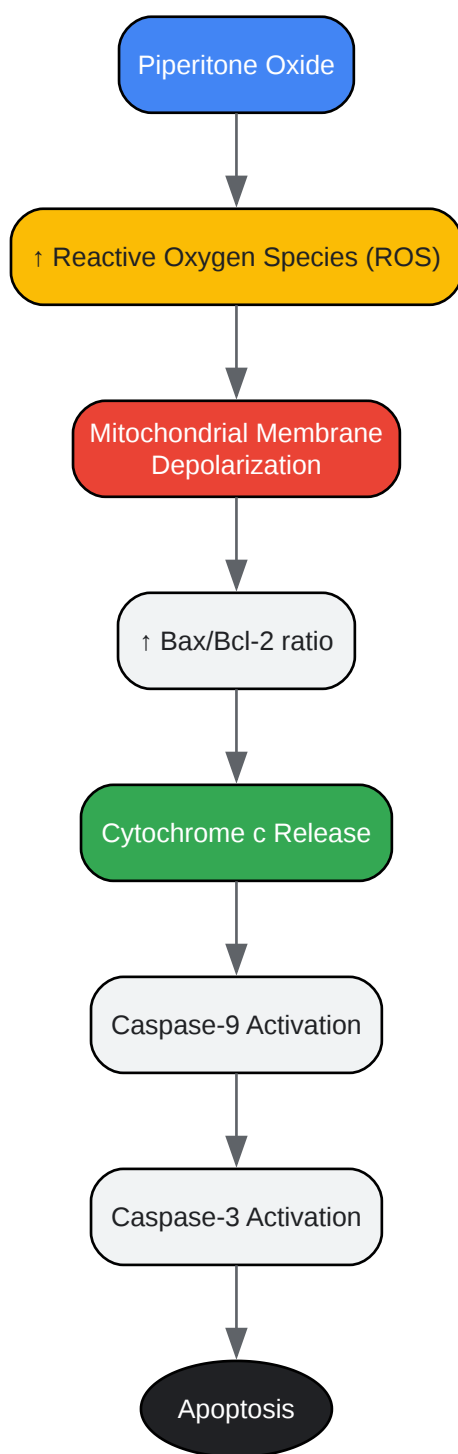 Piperitone Oxide
↑ Reactive Oxygen Species (ROS)
Mitochondrial Membrane
Depolarization
↑ Bax/Bcl-2 ratio
Cytochrome c Release
Caspase-9 Activation
Caspase-3 Activation
Apoptosis